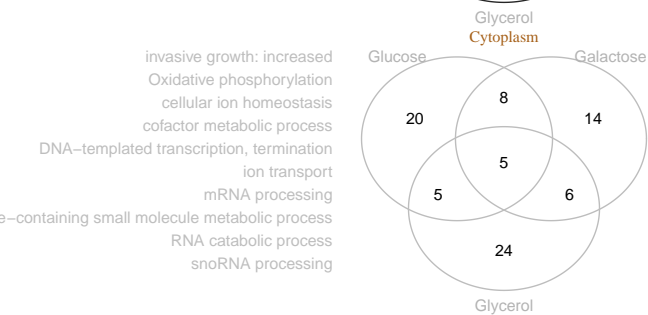 Glycerol
Cytoplasm
invasive growth: increased
Oxidative phosphorylation
cellular ion homeostasis
cofactor metabolic process
DNA−templated transcription, termination
ion transport
mRNA processing
e−containing small molecule metabolic process
RNA catabolic process
snoRNA processing
Glucose
Galactose
8
20
14
5
5
6
24
Glycerol